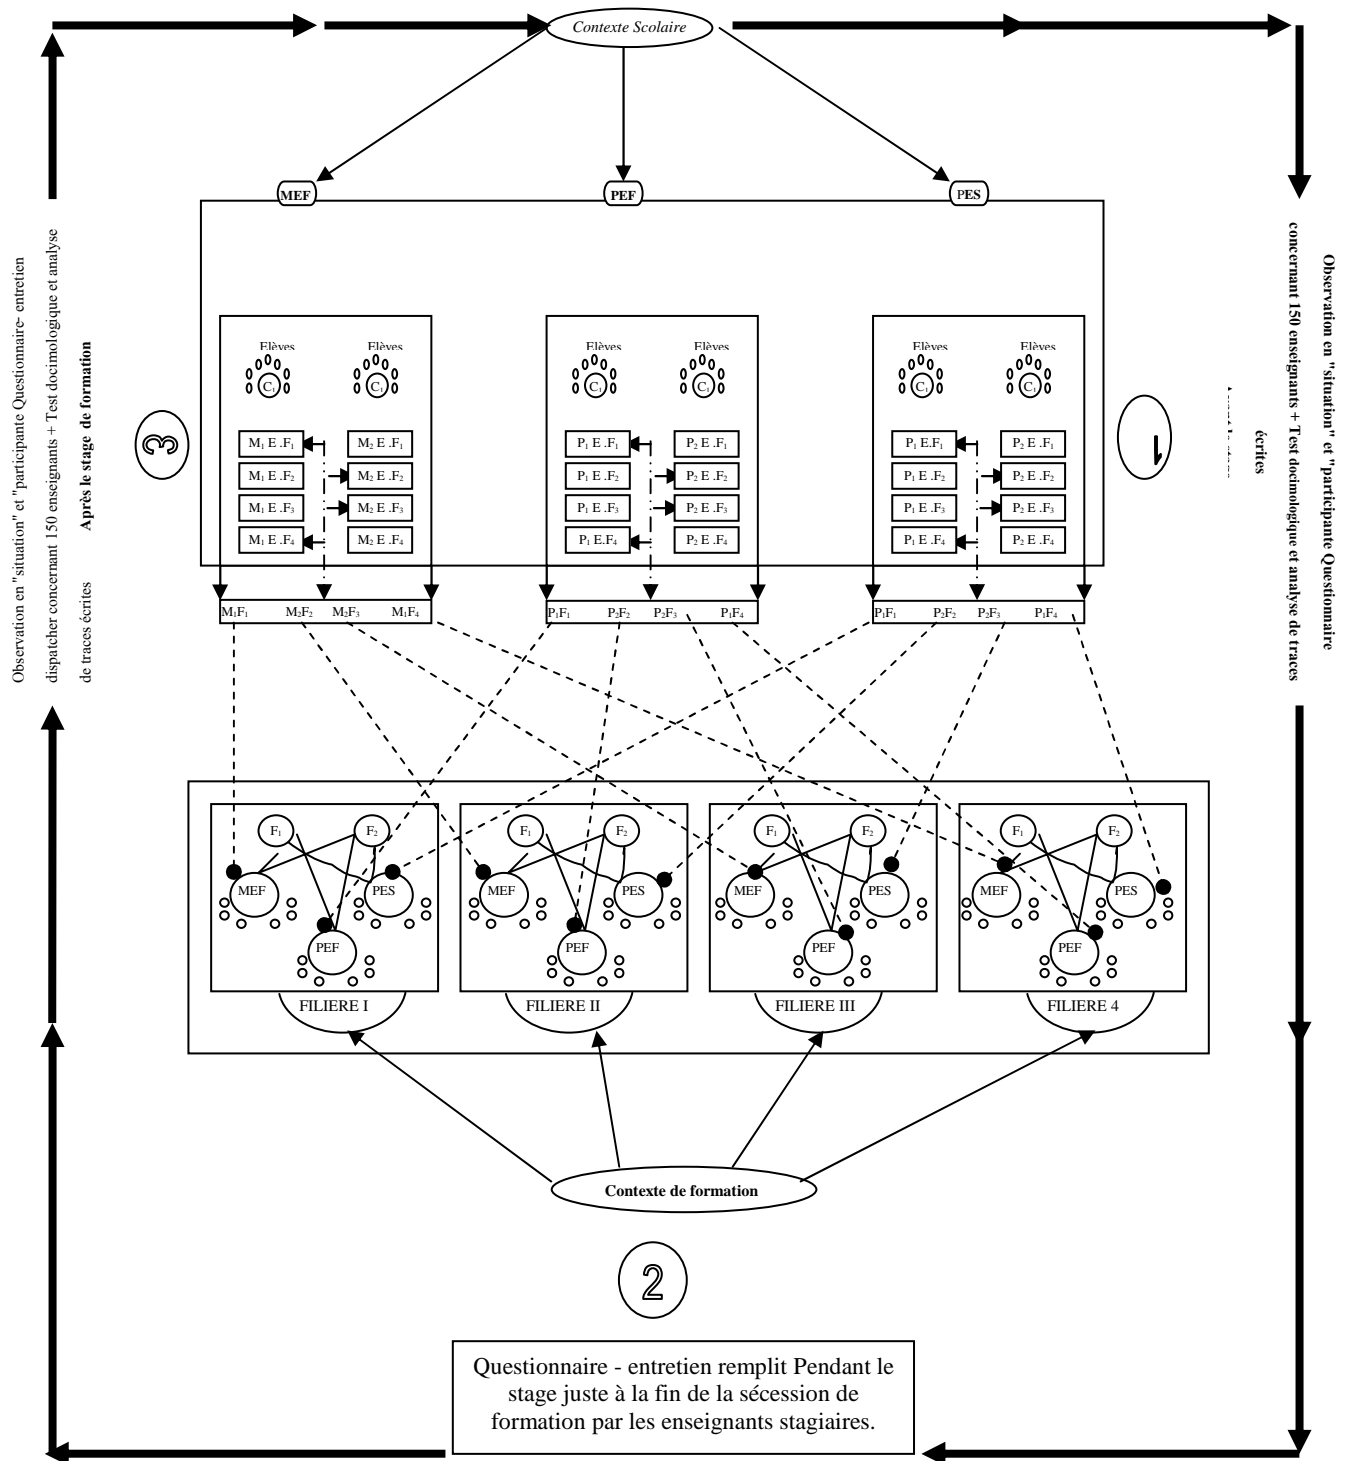 Contexte Scolaire
MEF
PEF
PES
Elèves
Elèves
Elèves
Elèves
Elèves
Elèves
C₁
C₁
C₁
C₁
C₁
C₁
M₁ E .F₁
M₂ E .F₁
P₁ E .F₁
P₂ E .F₁
P₁ E.F₁
P₂ E .F₁
M₁ E .F₂
M₂ E .F₂
P₁ E .F₂
P₂ E .F₂
P₁ E .F₂
P₂ E .F₂
M₁ E .F₃
M₂ E .F₃
P₁ E .F₃
P₂ E .F₃
P₁ E .F₃
P₂ E .F₃
M₁ E .F₄
M₂ E .F₄
P₁ E.F₄
P₂ E .F₄
P₁ E .F₄
P₂ E .F₄
M₁F₁ M₂F₂ M₂F₃ M₁F₄
P₁F₁ P₂F₂ P₂F₃ P₁F₄
P₁F₁ P₂F₂ P₂F₃ P₁F₄
Observation en "situation" et "participante Questionnaire- entretien
dispatcher concernant 150 enseignants + Test docimologique et analyse
de traces écrites
Après le stage de formation
3
1
Observation en "situation" et "participante Questionnaire
concernant 150 enseignants + Test docimologique et analyse de traces
écrites
F₁
F₂
MEF
PES
PEF
FILIERE I
F₁
F₂
MEF
PES
PEF
FILIERE II
F₁
F₂
MEF
PES
PEF
FILIERE III
F₁
F₂
MEF
PES
PEF
FILIERE 4
Contexte de formation
2
Questionnaire - entretien remplit Pendant le
stage juste à la fin de la sécession de
formation par les enseignants stagiaires.